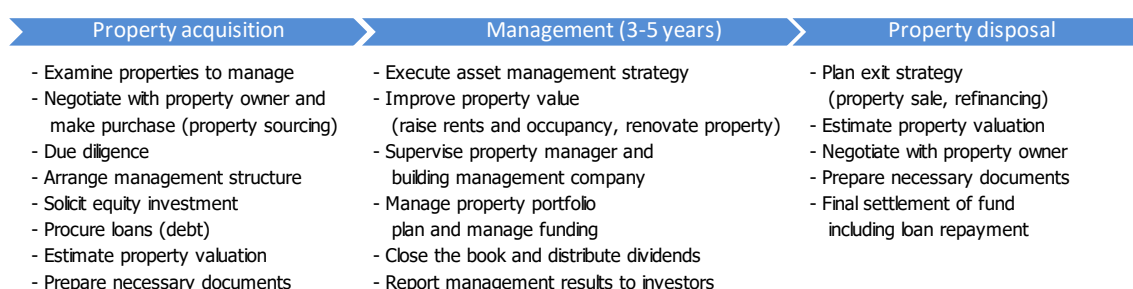 Property acquisition
- Examine properties to manage
- Negotiate with property owner and
make purchase (property sourcing)
- Due diligence
- Arrange management structure
- Solicit equity investment
- Procure loans (debt)
- Estimate property valuation
- Prepare necessary documents
Management (3-5 years)
- Execute asset management strategy
- Improve property value
(raise rents and occupancy, renovate property)
- Supervise property manager and
building management company
- Manage property portfolio
plan and manage funding
- Close the book and distribute dividends
- Report management results to investors
Property disposal
- Plan exit strategy
(property sale, refinancing)
- Estimate property valuation
- Negotiate with property owner
- Prepare necessary documents
- Final settlement of fund
including loan repayment